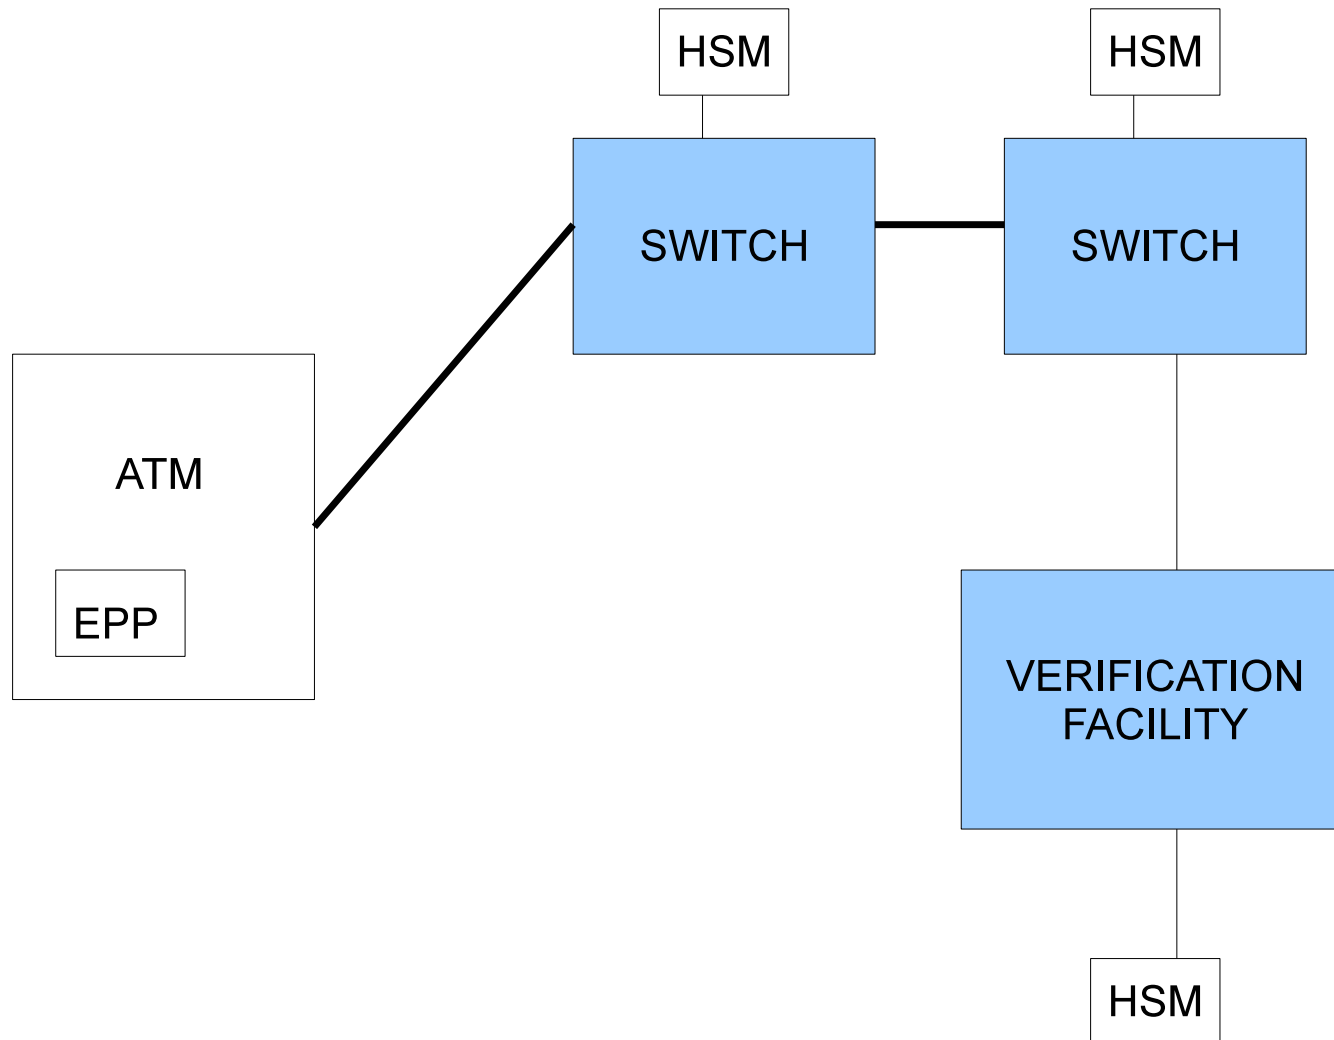 HSM
HSM
SWITCH
SWITCH
ATM
EPP
VERIFICATION
FACILITY
HSM